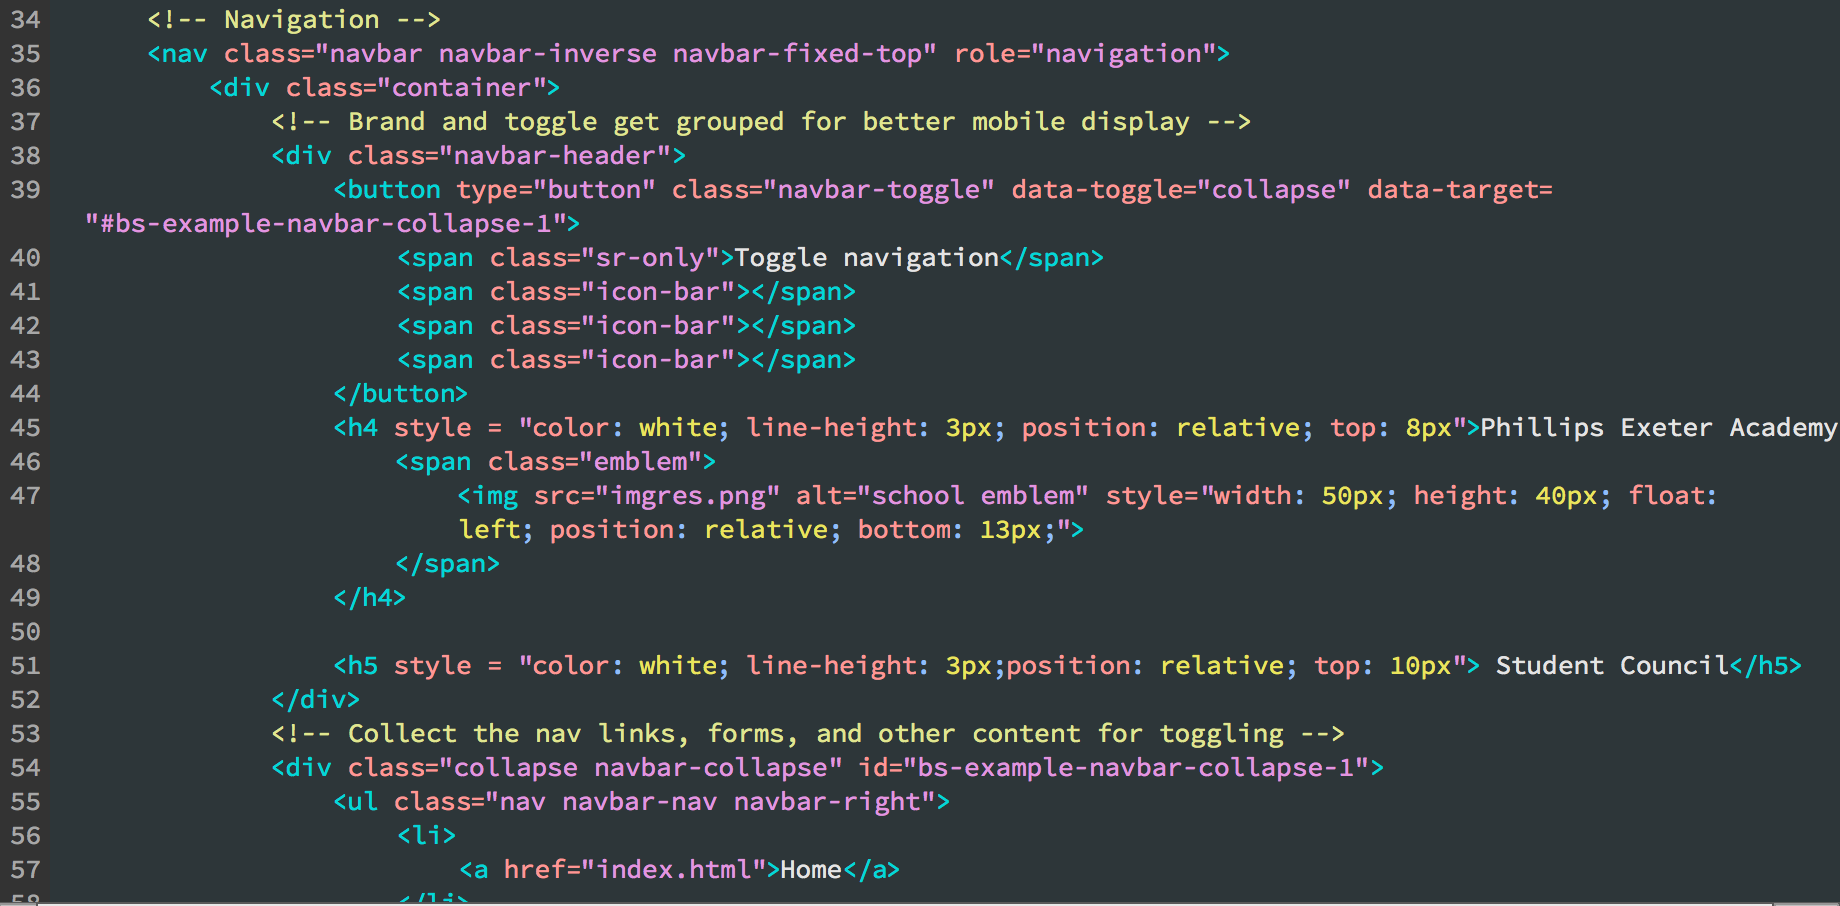 34 <!-- Navigation -->
35 <nav class="navbar navbar-inverse navbar-fixed-top" role="navigation">
36 <div class="container">
37 <!-- Brand and toggle get grouped for better mobile display -->
38 <div class="navbar-header">
39 <button type="button" class="navbar-toggle" data-toggle="collapse" data-target=
"#bs-example-navbar-collapse-1">
40 <span class="sr-only">Toggle navigation</span>
41 <span class="icon-bar"></span>
42 <span class="icon-bar"></span>
43 <span class="icon-bar"></span>
44 </button>
45 <h4 style = "color: white; line-height: 3px; position: relative; top: 8px">Phillips Exeter Academy
46 <span class="emblem">
47 <img src="imgres.png" alt="school emblem" style="width: 50px; height: 40px; float:
left; position: relative; bottom: 13px;">
48 </span>
49 </h4>
50
51 <h5 style = "color: white; line-height: 3px;position: relative; top: 10px"> Student Council</h5>
52 </div>
53 <!-- Collect the nav links, forms, and other content for toggling -->
54 <div class="collapse navbar-collapse" id="bs-example-navbar-collapse-1">
55 <ul class="nav navbar-nav navbar-right">
56 <li>
57 <a href="index.html">Home</a>
58 </li>